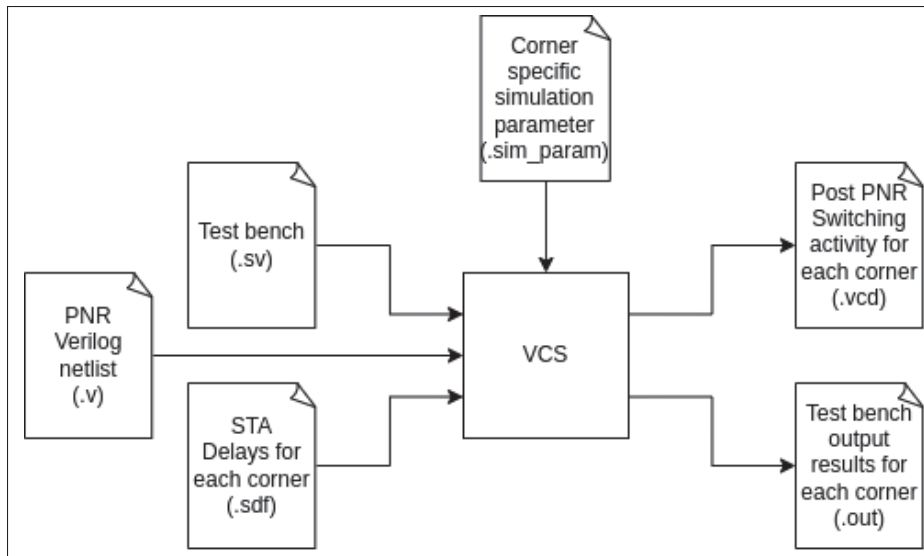 Corner
specific
simulation
parameter
(.sim_param)
Test bench
(.sv)
Post PNR
Switching
activity for
each corner
(.vcd)
PNR
Verilog
netlist
(.v)
VCS
STA
Delays for
each corner
(.sdf)
Test bench
output
results for
each corner
(.out)